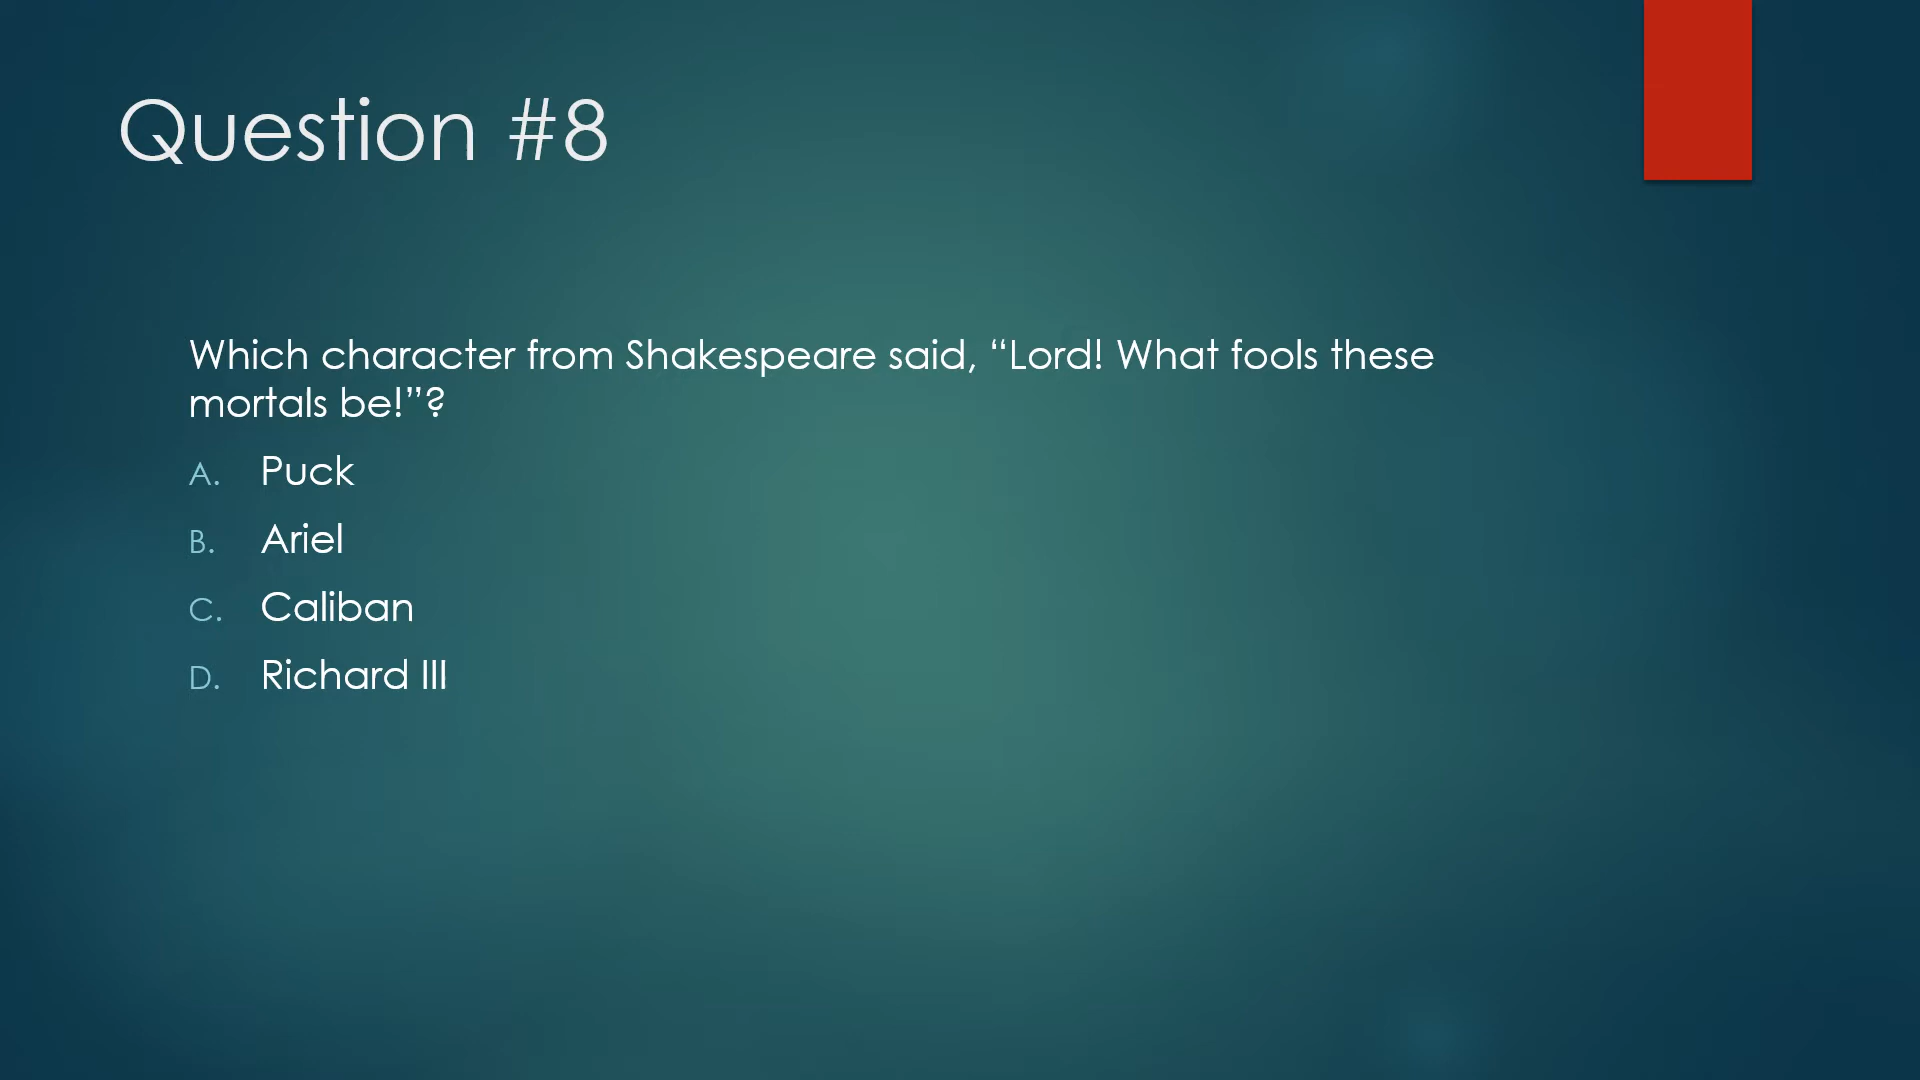 Question #8
Which character from Shakespeare said, “Lord! What fools these
mortals be!”?
A. Puck
B. Ariel
C. Caliban
D. Richard III